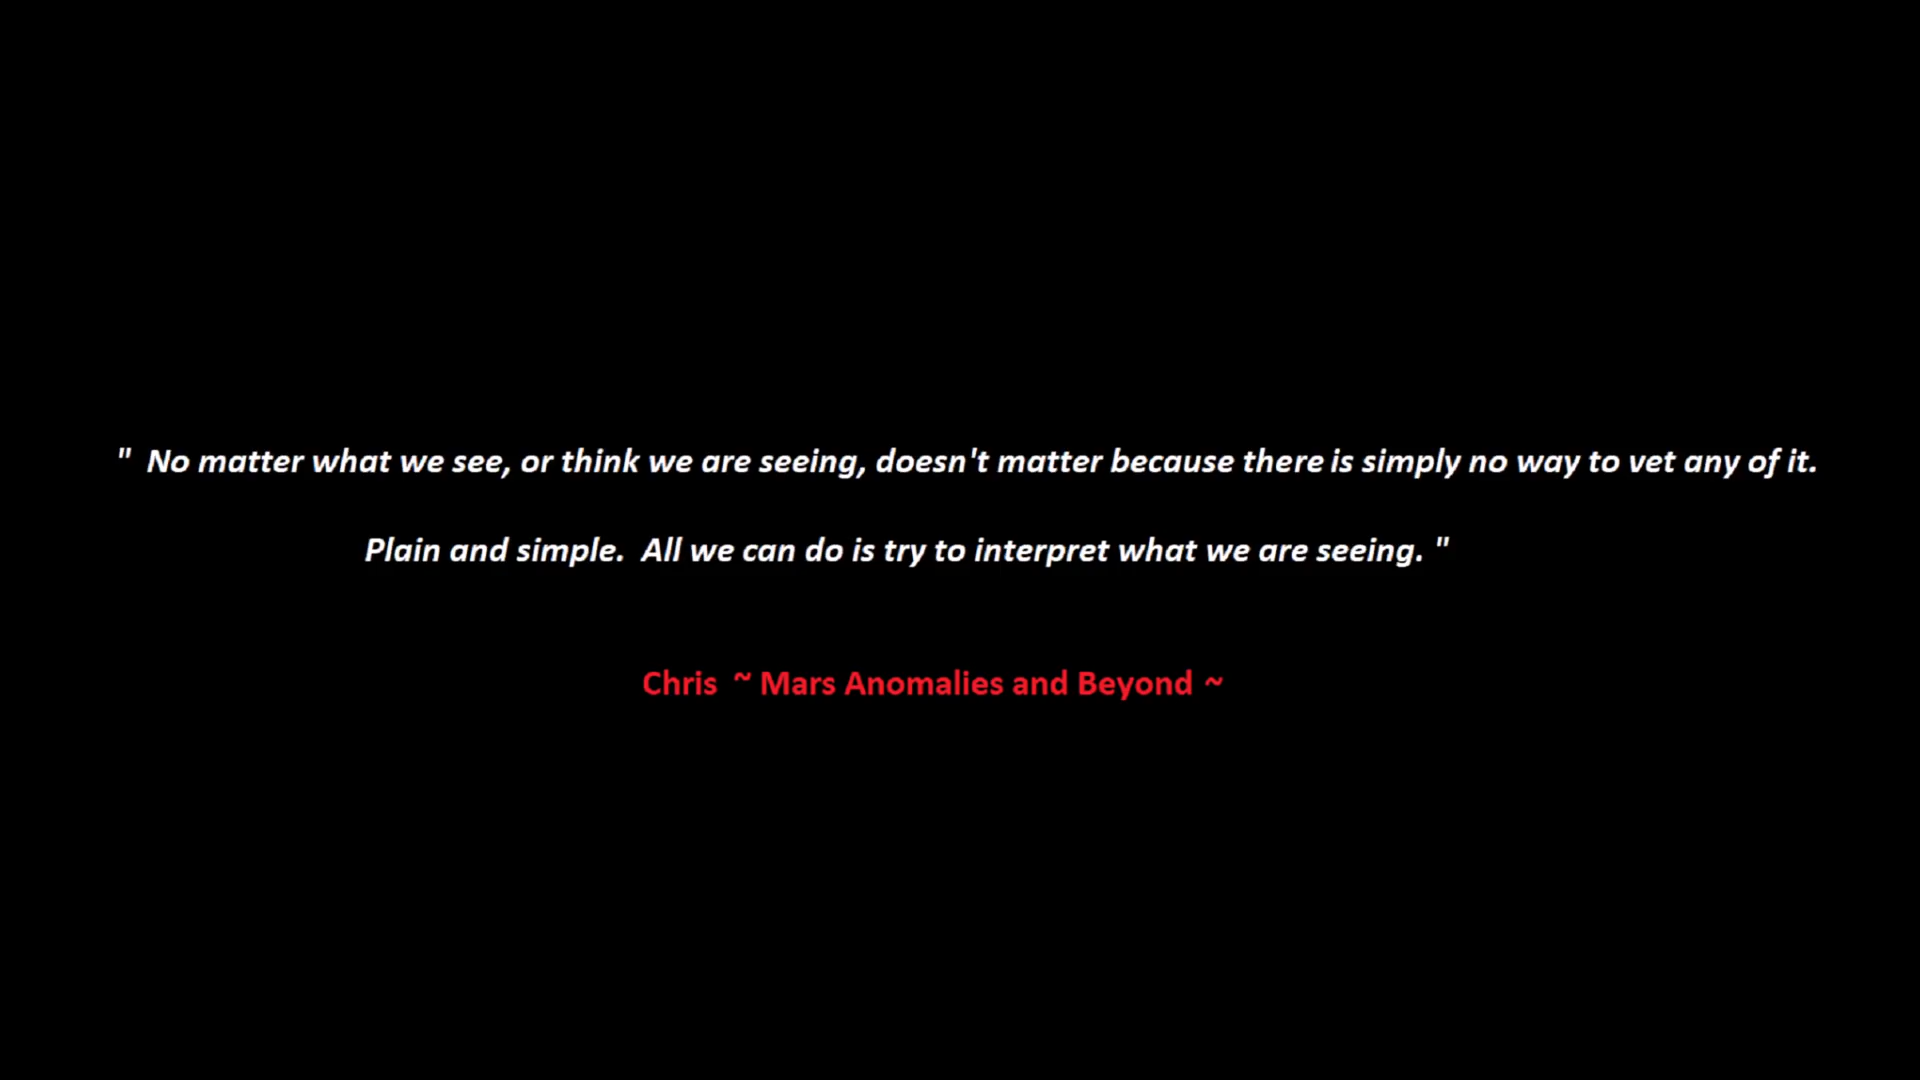 "  No matter what we see, or think we are seeing, doesn't matter because there is simply no way to vet any of it.
Plain and simple.  All we can do is try to interpret what we are seeing. "
Chris  ~ Mars Anomalies and Beyond ~